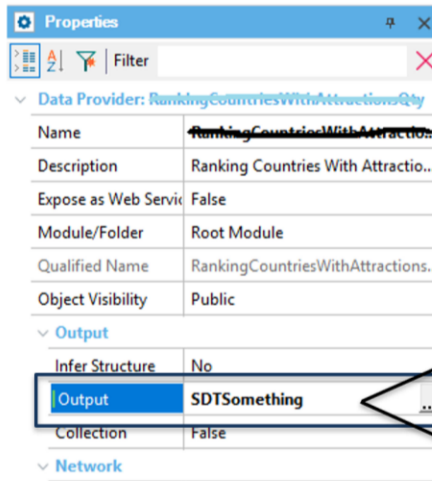 Properties
Filter
Data Provider: RankingCountriesWithAttractionsQty
Name RankingCountriesWithAttractio...
Description Ranking Countries With Attractio...
Expose as Web Servic False
Module/Folder Root Module
Qualified Name RankingCountriesWithAttractions.
Object Visibility Public
Output
Infer Structure No
Output SDTSomething ...
Collection False
Network